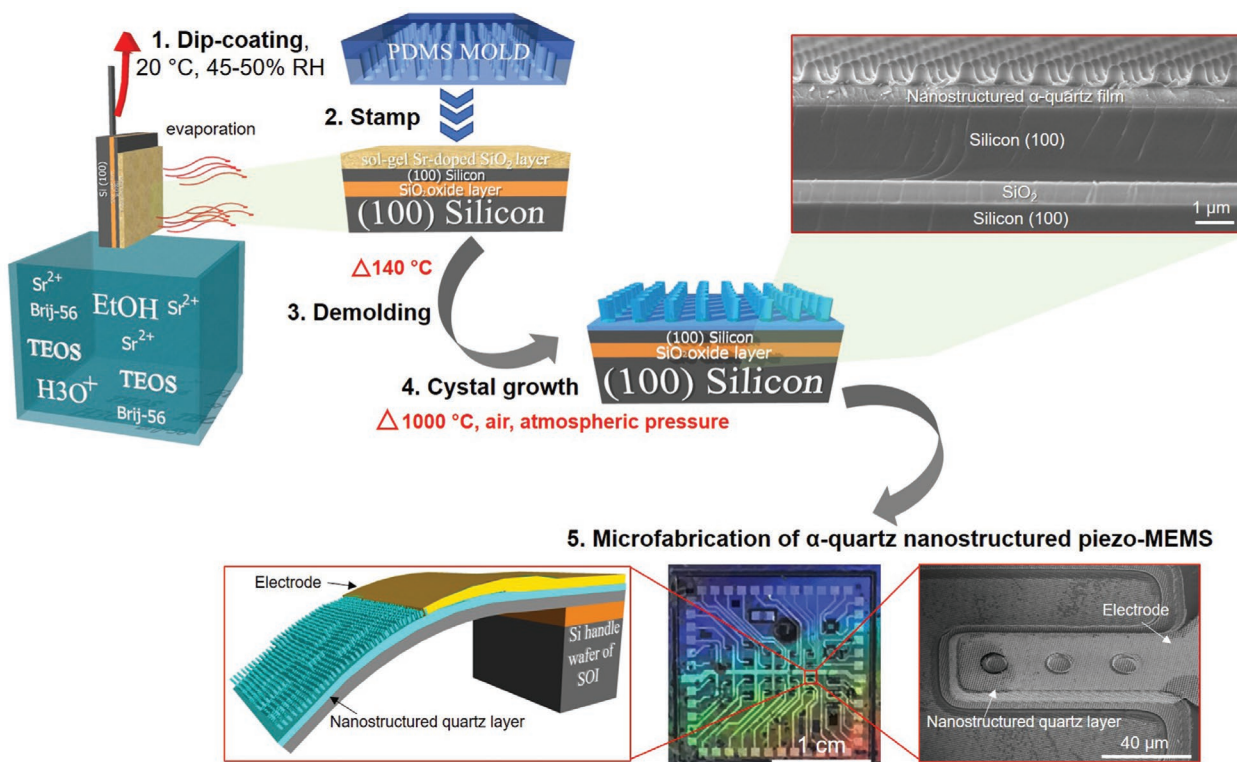 1. Dip-coating,
20 °C, 45-50% RH
evaporation
Si (100)
PDMS MOLD
2. Stamp
sol-gel Sr-doped SiO₂ layer
(100) Silicon
SiO₂ oxide layer
(100) Silicon
Sr²⁺
Brij-56
EtOH
Sr²⁺
TEOS
Sr²⁺
H3O⁺
TEOS
Brij-56
△140 °C
3. Demolding
4. Cystal growth
△ 1000 °C, air, atmospheric pressure
(100) Silicon
SiO₂ oxide layer
(100) Silicon
Nanostructured α-quartz film
Silicon (100)
SiO₂
Silicon (100)
1 µm
5. Microfabrication of α-quartz nanostructured piezo-MEMS
Electrode
Si handle
wafer of
SOI
Nanostructured quartz layer
1 cm
Electrode
Nanostructured quartz layer
40 µm